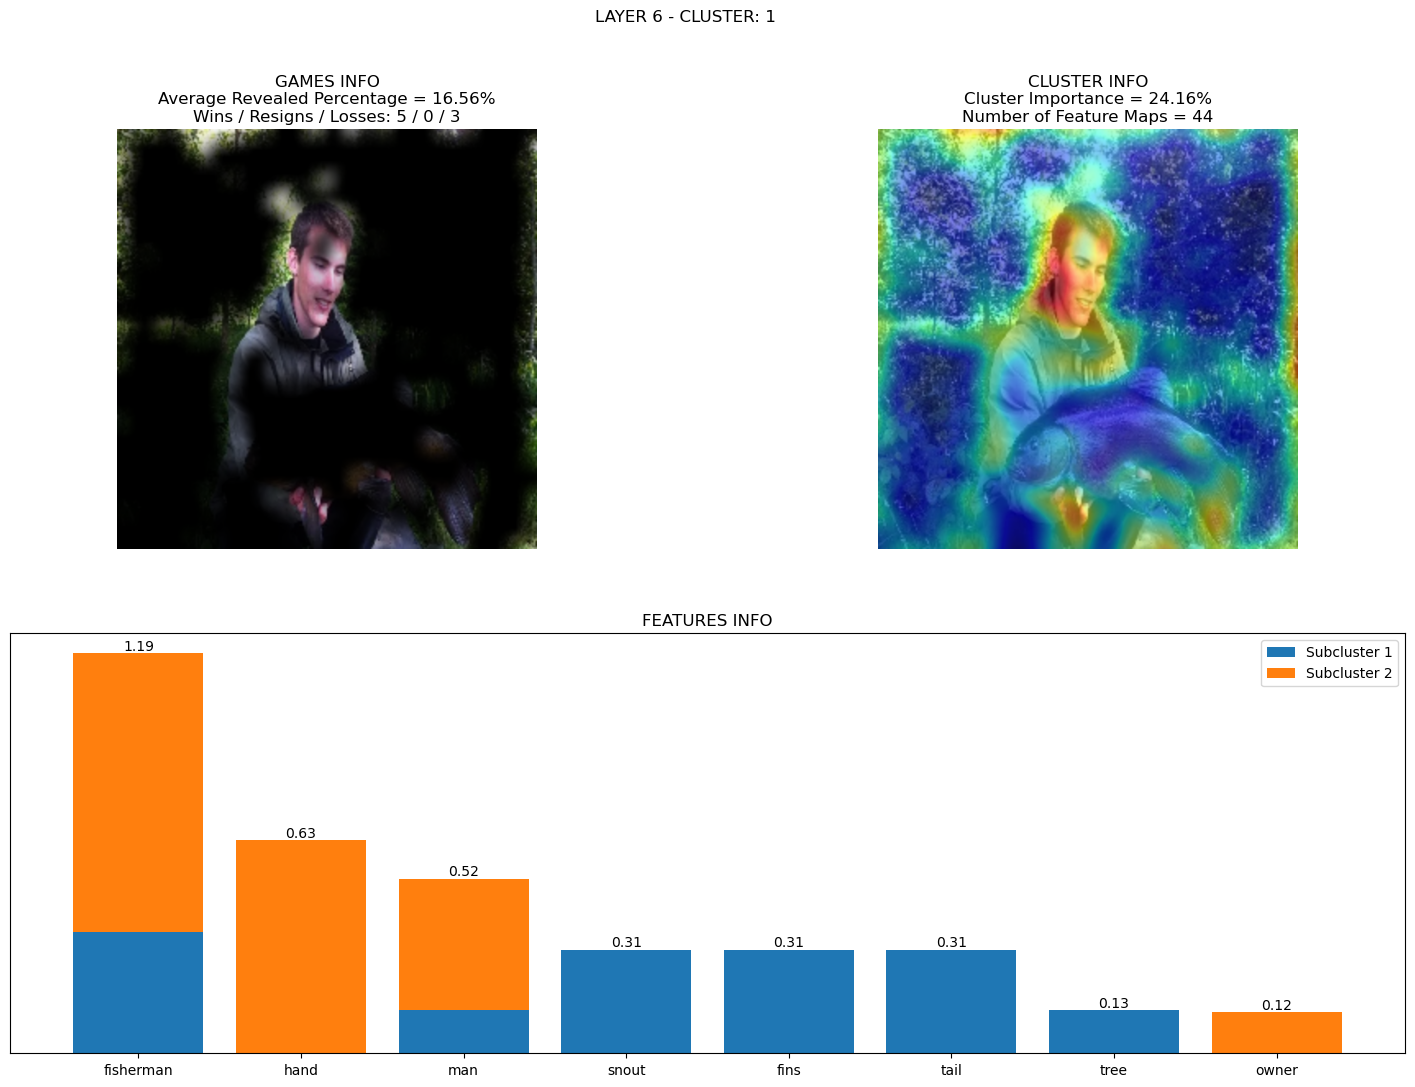 LAYER 6 - CLUSTER: 1
GAMES INFO
Average Revealed Percentage = 16.56%
Wins / Resigns / Losses: 5 / 0 / 3
CLUSTER INFO
Cluster Importance = 24.16%
Number of Feature Maps = 44
FEATURES INFO
Subcluster 1
Subcluster 2
1.19
0.63
0.52
0.31
0.31
0.31
0.13
0.12
fisherman
hand
man
snout
fins
tail
tree
owner